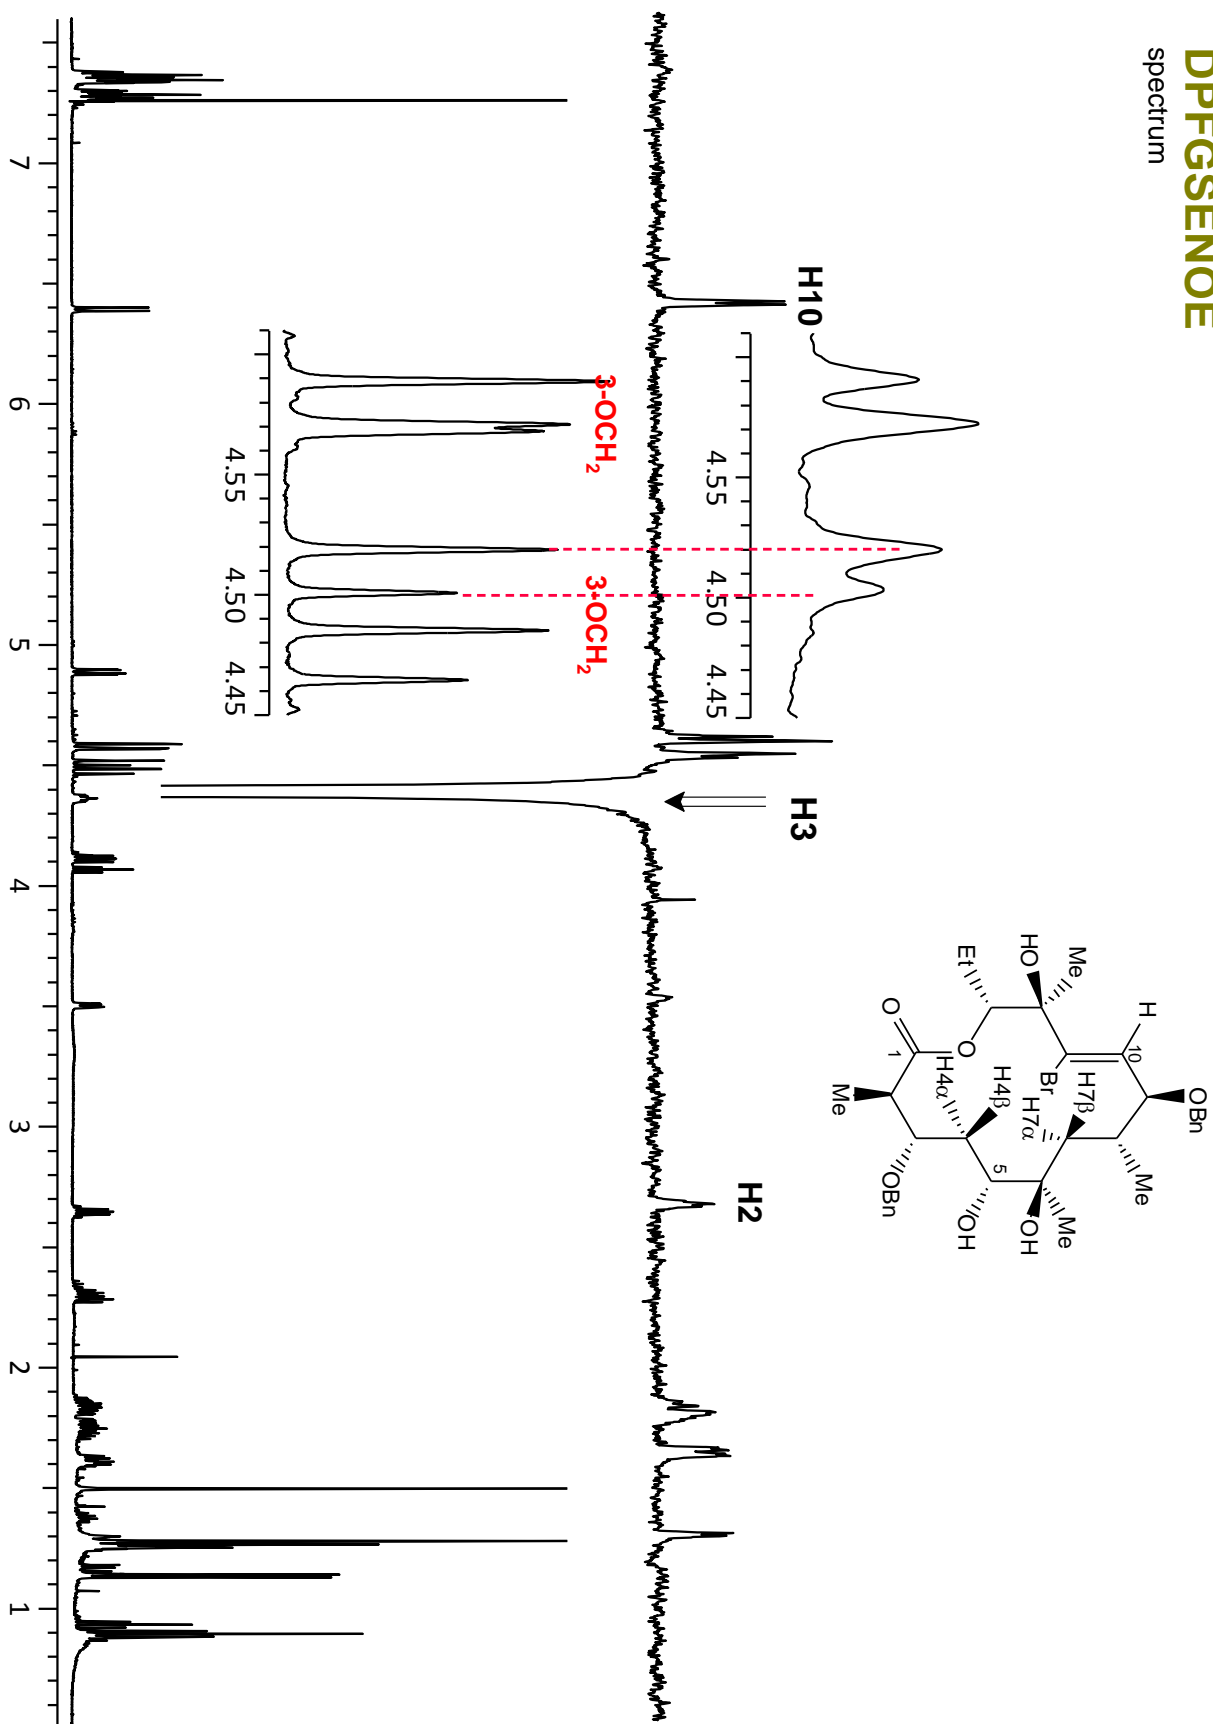 DPFGSENOE
spectrum
H10
H3
H2
4.55
4.50
4.45
3-OCH2
3-OCH2
4.55
4.50
4.45
7
6
5
4
3
2
1
H
10
OBn
Me
HO
Br
H7β
H7α
Me
Et
O
O
1
H4α
H4β
Me
OBn
5
OH
OH
Me